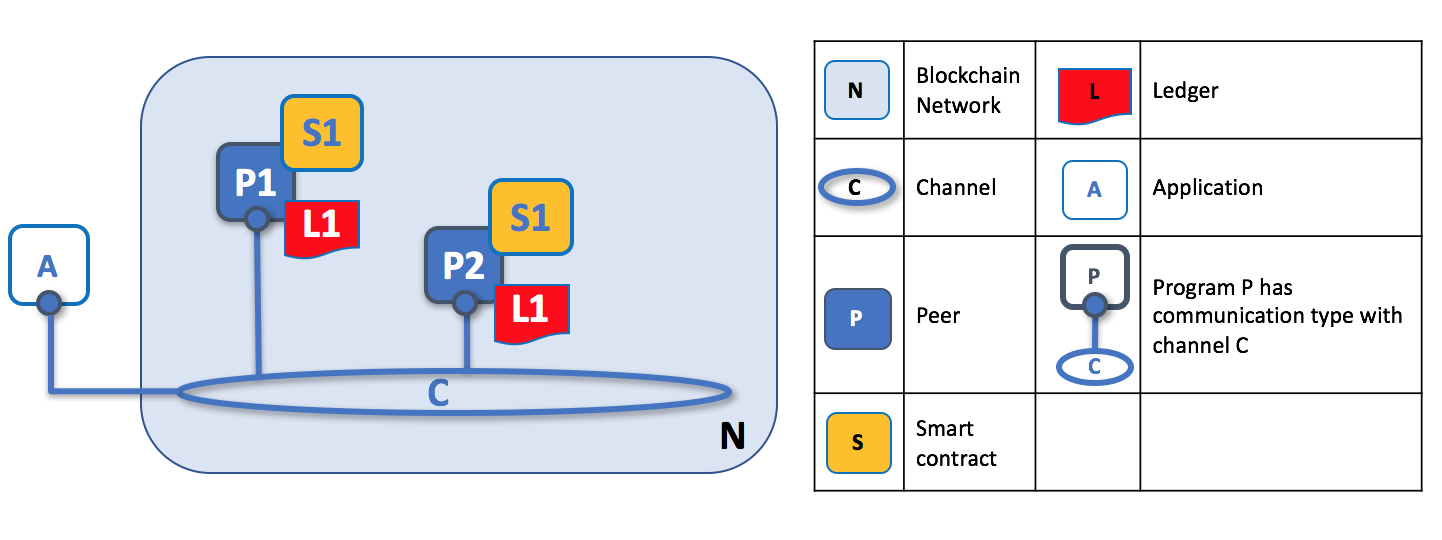 S1
P1
L1
S1
P2
L1
A
C
N
N
Blockchain
Network
L
Ledger
C
Channel
A
Application
P
Peer
P
C
Program P has
communication type with
channel C
S
Smart
contract